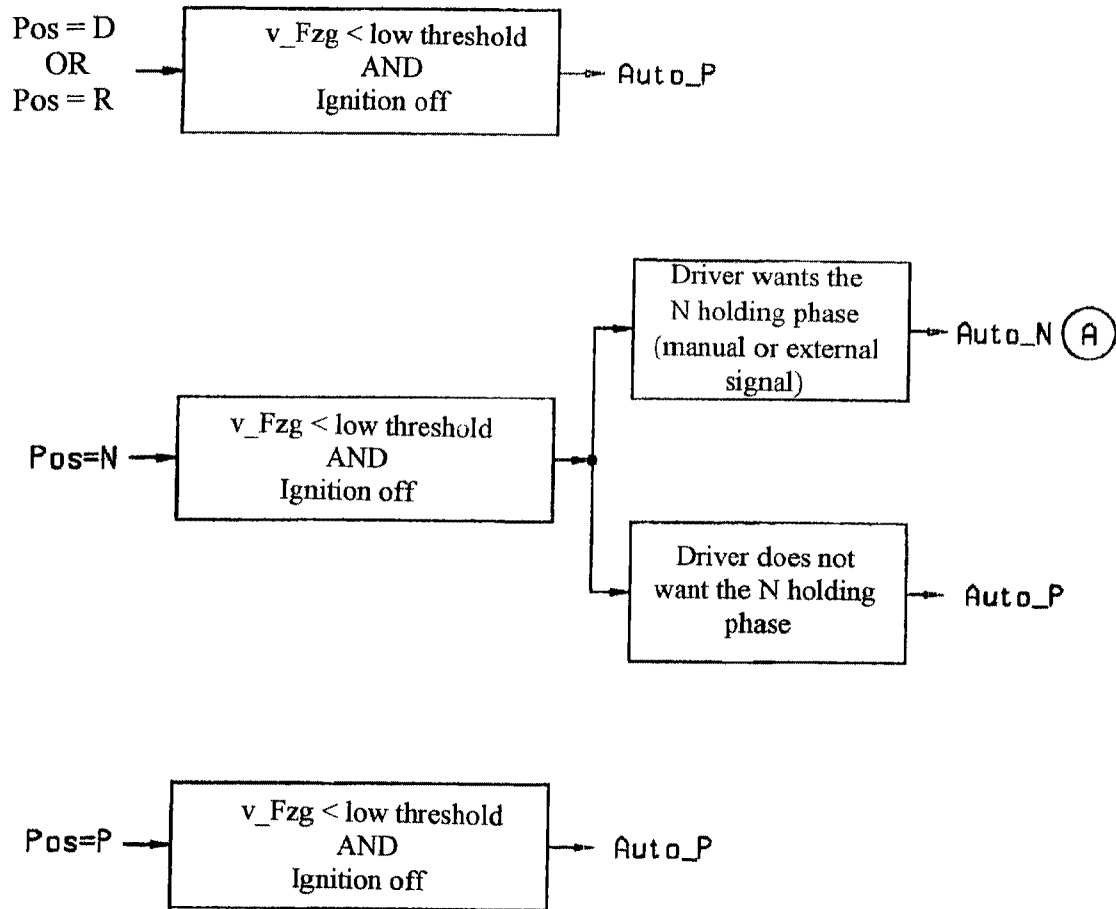 Pos = D
OR
Pos = R
v_Fzg < low threshold
AND
Ignition off
Auto_P
Pos=N
v_Fzg < low threshold
AND
Ignition off
Driver wants the
N holding phase
(manual or external
signal)
Auto_N
A
Driver does not
want the N holding
phase
Auto_P
Pos=P
v_Fzg < low threshold
AND
Ignition off
Auto_P